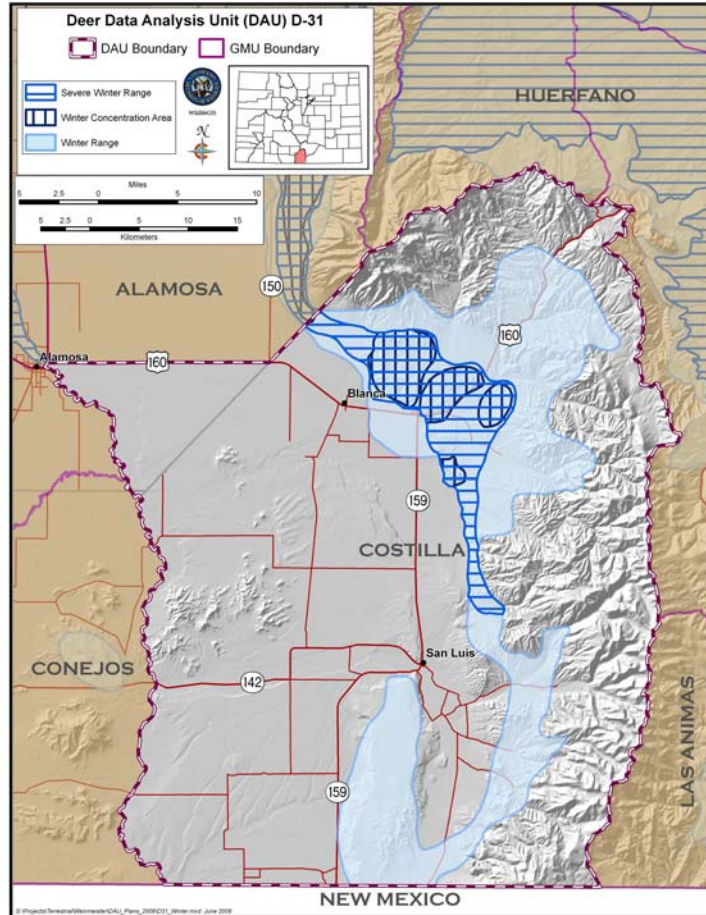 Deer Data Analysis Unit (DAU) D-31
DAU Boundary
GMU Boundary
Severe Winter Range
Winter Concentration Area
Winter Range
N
Miles
5 2.5 0 5 10
5 2.5 0 5 10 15
Kilometers
HUERFANO
ALAMOSA
150
160
Alamosa
160
Blanca
159
COSTILLA
San Luis
CONEJOS
142
LAS ANIMAS
159
NEW MEXICO